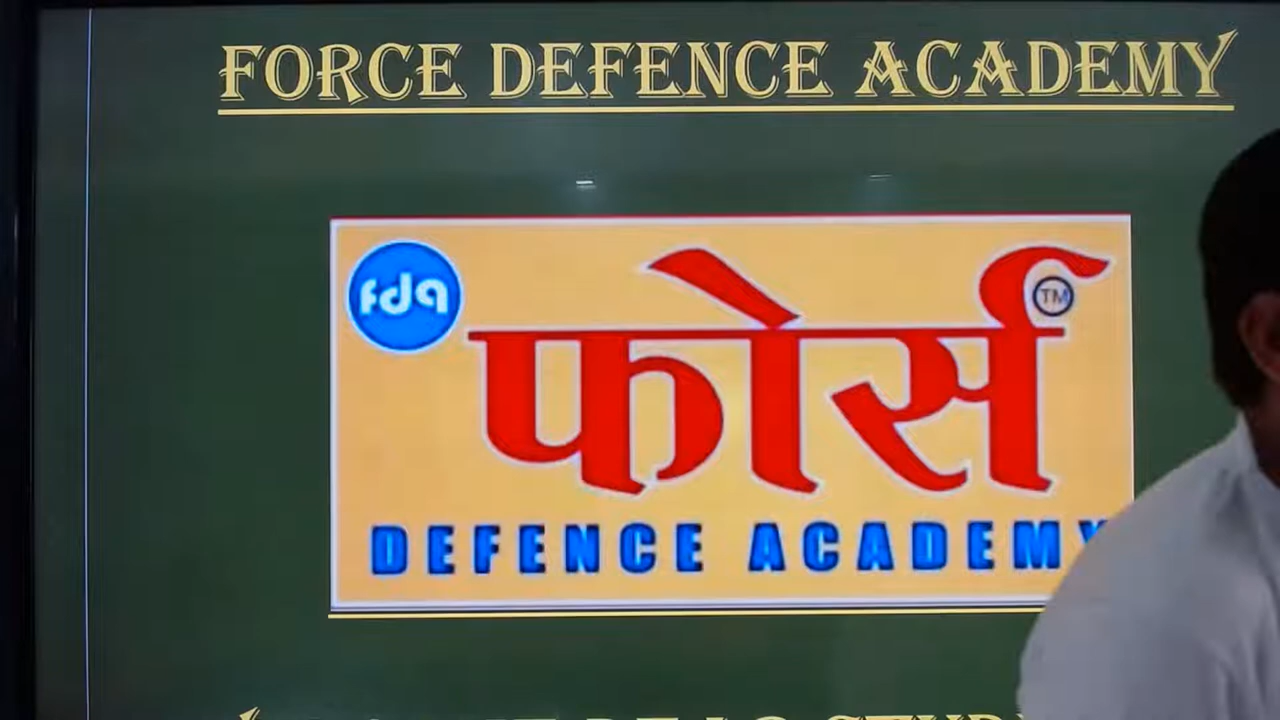 FORCE DEFENCE ACADEMY
fda
फोर्स
TM
DEFENCE ACADEMY